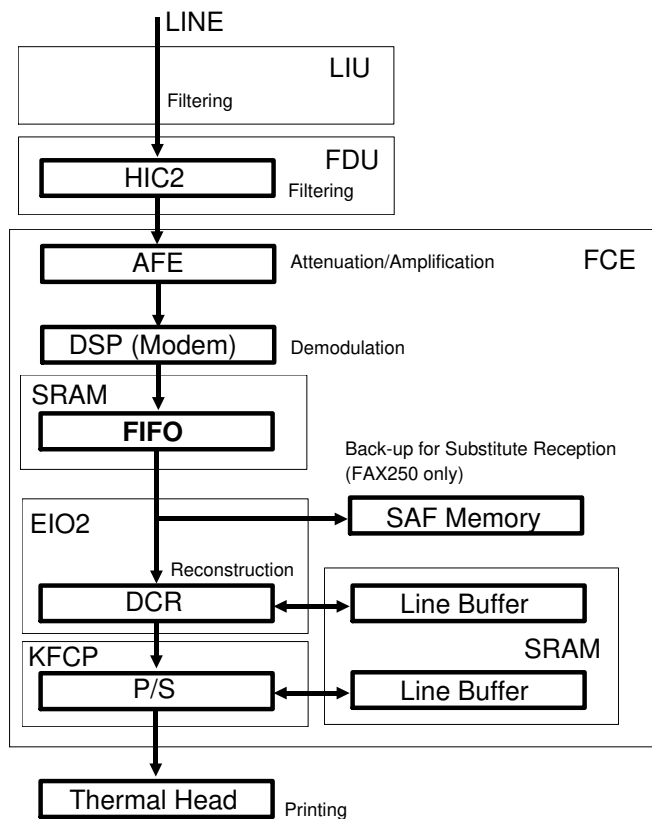 LINE
LIU
Filtering
FDU
HIC2
Filtering
FCE
AFE
Attenuation/Amplification
DSP (Modem)
Demodulation
SRAM
FIFO
Back-up for Substitute Reception
(FAX250 only)
SAF Memory
EIO2
Reconstruction
DCR
Line Buffer
SRAM
KFCP
P/S
Line Buffer
Thermal Head
Printing